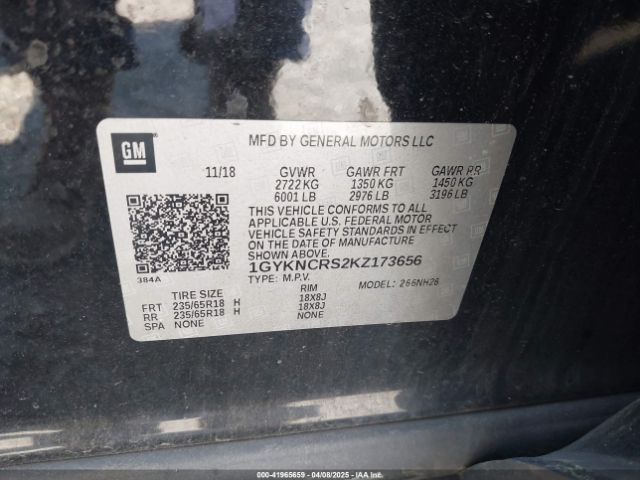 GM
MFD BY GENERAL MOTORS LLC
11/18 GVWR GAWR FRT GAWR RR
2722 KG 1350 KG 1450 KG
6001 LB 2976 LB 3196 LB
THIS VEHICLE CONFORMS TO ALL
APPLICABLE U.S. FEDERAL MOTOR
VEHICLE SAFETY STANDARDS IN
EFFECT ON THE DATE OF MANUFACTURE
SHOWN ABOVE.
1GYKNCRS2KZ173656
384A
TYPE: M.P.V. MODEL: 266NH26
TIRE SIZE RIM
FRT 235/65R18 H 18X8J
RR 235/65R18 H 18X8J
SPA NONE NONE
000-41965659 04/08/2025 COPYRIGHT IAA, LLC.